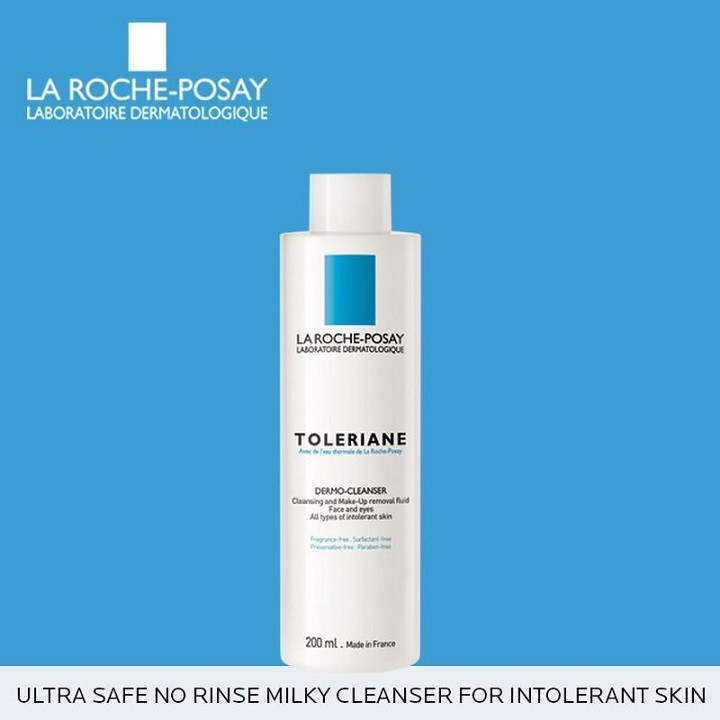 LA ROCHE-POSAY
LABORATOIRE DERMATOLOGIQUE
LA ROCHE-POSAY
LABORATOIRE DERMATOLOGIQUE
TOLERIANE
Avec de l'eau thermale de La Roche-Posay
DERMO-CLEANSER
Cleansing and Make-Up removal fluid
Face and eyes
All types of intolerant skin
Fragrance-free . Surfactant-free
Preservative-free . Paraben-free
200 ml . Made in France
ULTRA SAFE NO RINSE MILKY CLEANSER FOR INTOLERANT SKIN